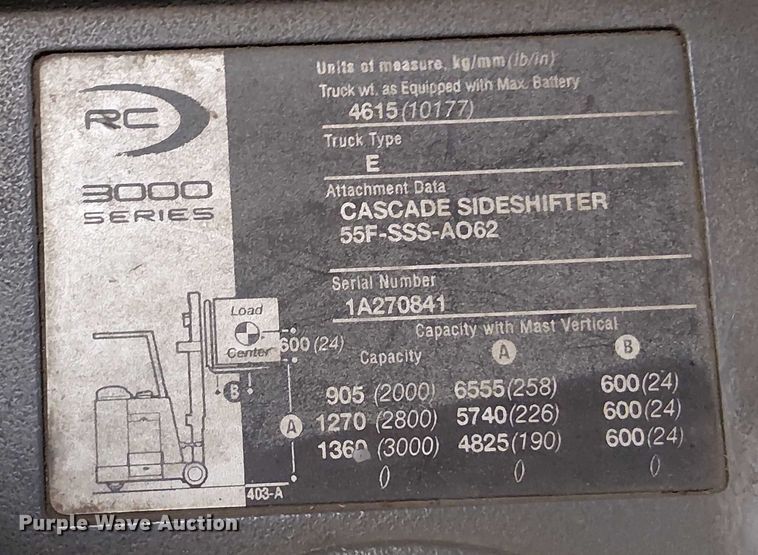 RC
3000
SERIES
Units of measure, kg/mm (lb/in)
Truck wt. as Equipped with Max. Battery
4615 (10177)
Truck Type
E
Attachment Data
CASCADE SIDESHIFTER
55F-SSS-AO62
Serial Number
1A270841
Capacity with Mast Vertical
Capacity A B
905 (2000) 6555 (258) 600 (24)
1270 (2800) 5740 (226) 600 (24)
1360 (3000) 4825 (190) 600 (24)
() () ()
Load
Center
600 (24)
B
A
403-A
Purple Wave Auction